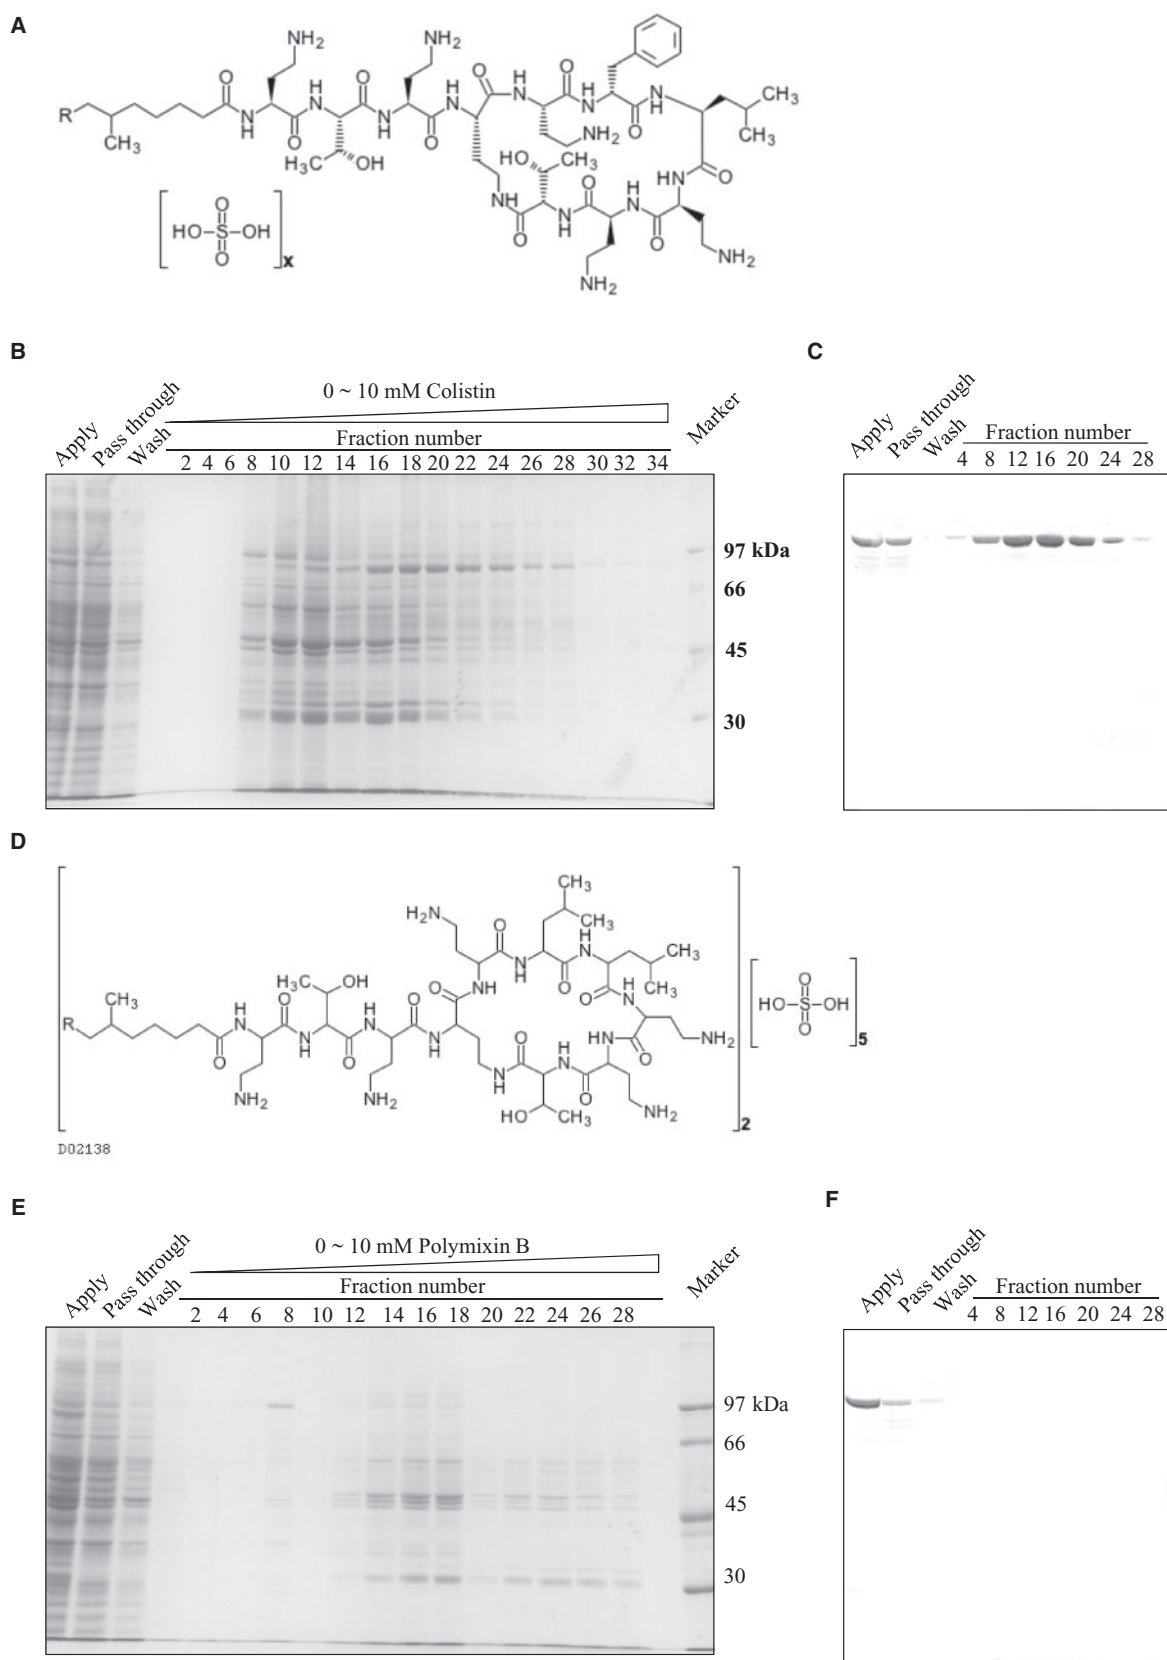 A
NH2
NH2
O
H
N
O
H
N
O
H
N
O
H
N
CH3
R
N
H
O
N
H
O
H
N
O
CH3
CH3
H3C
OH
NH2
HO
CH3
HN
O
NH
O
N
H
O
H
N
O
NH2
NH2
O
HO
S
OH
O
x
B
0 ~ 10 mM Colistin
Apply
Pass through
Wash
Fraction number
Marker
2 4 6 8 10 12 14 16 18 20 22 24 26 28 30 32 34
97 kDa
66
45
30
C
Apply
Pass through
Wash
Fraction number
4 8 12 16 20 24 28
D
CH3
H2N
O
CH3
H
N
CH3
N
H
O
CH3
H3C
OH
NH
O
H
N
CH3
R
O
H
N
O
H
N
O
H
N
O
N
H
O
N
H
O
NH2
NH2
HN
O
NH2
N
H
O
H
N
O
HO
CH3
NH2
2
O
HO
S
OH
O
5
D02138
E
0 ~ 10 mM Polymixin B
Apply
Pass through
Wash
Fraction number
Marker
2 4 6 8 10 12 14 16 18 20 22 24 26 28
97 kDa
66
45
30
F
Apply
Pass through
Wash
Fraction number
4 8 12 16 20 24 28